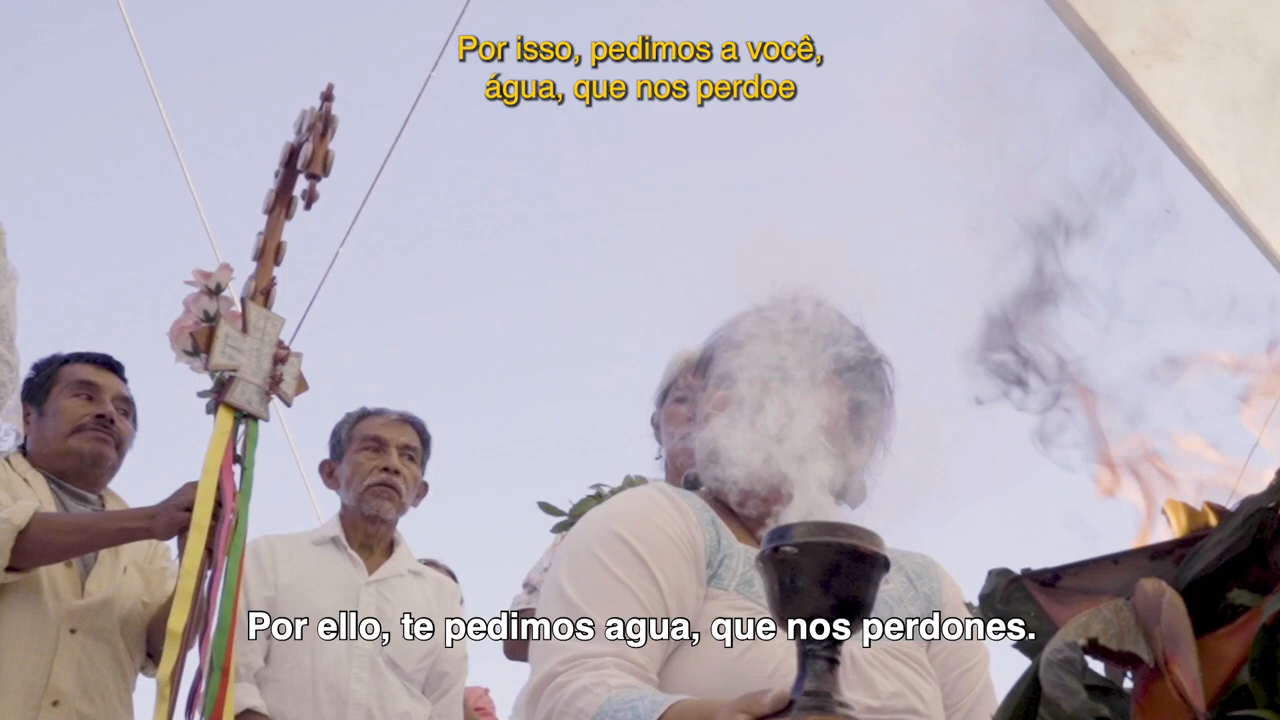 Por isso, pedimos a você,
água, que nos perdoe
Por ello, te pedimos agua, que nos perdones.